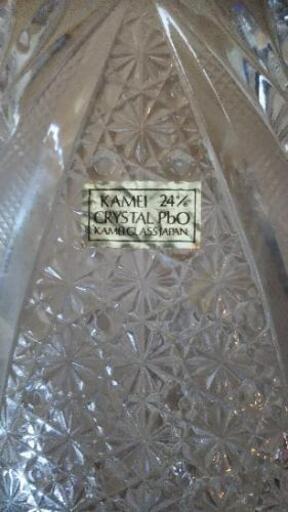 KAMEI 24%
CRYSTAL PbO
KAMEI GLASS JAPAN